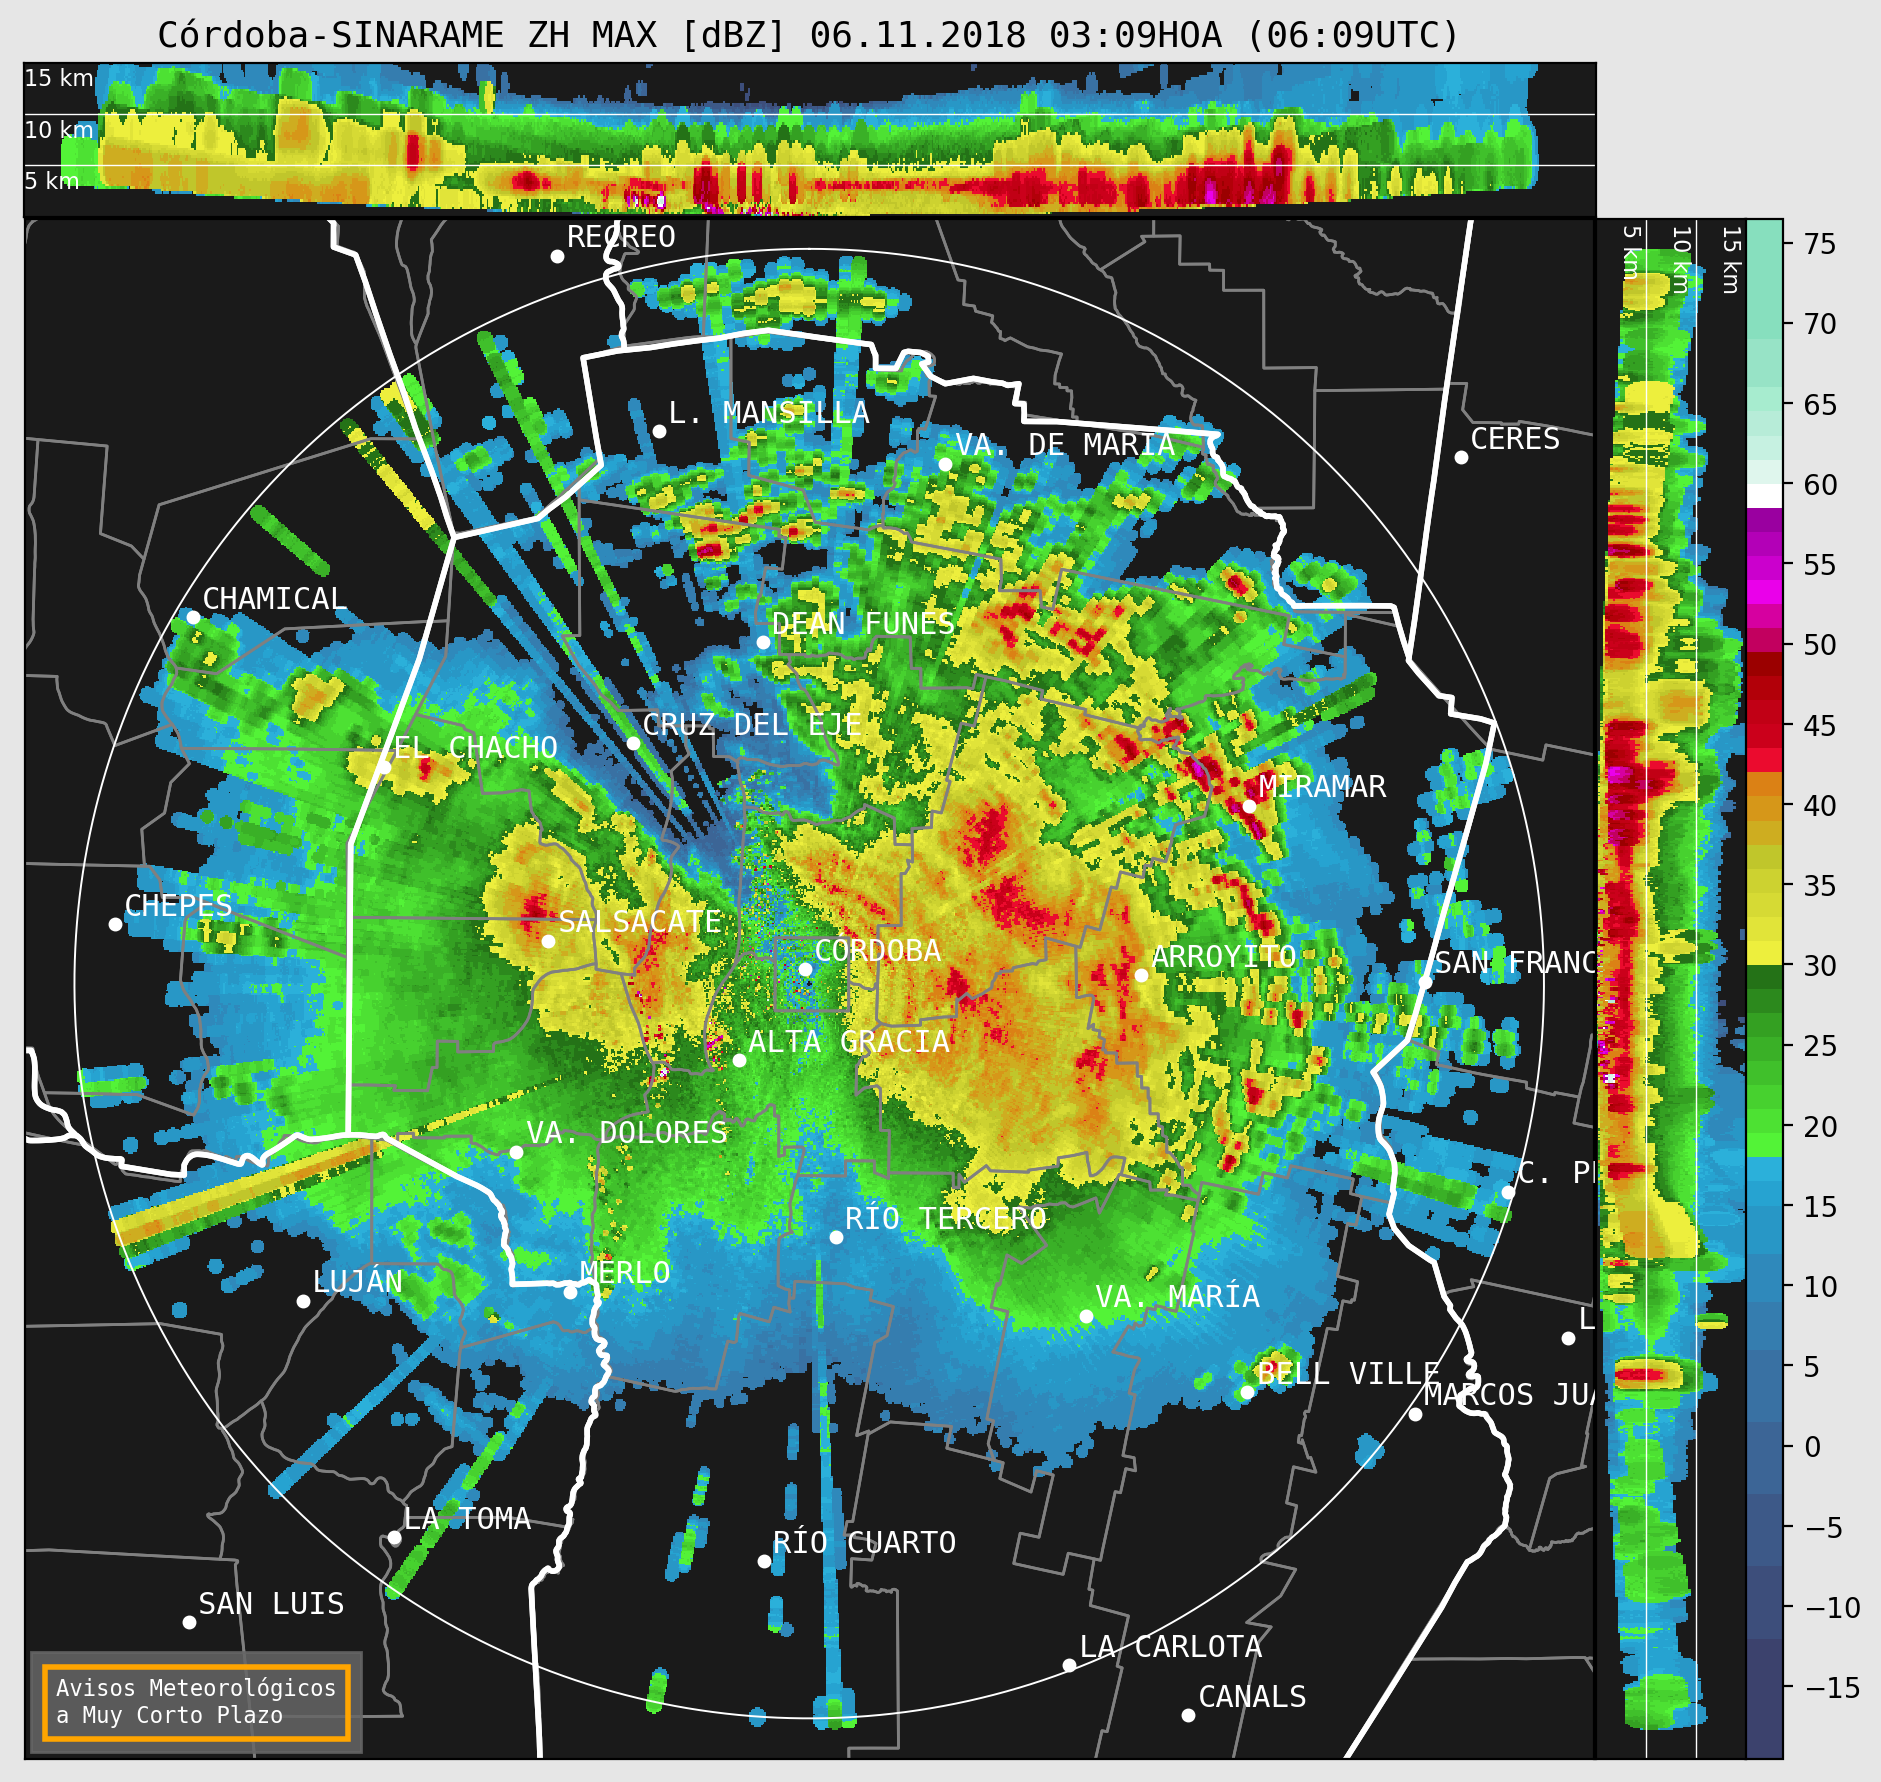 Córdoba-SINARAME ZH MAX [dBZ] 06.11.2018 03:09HOA (06:09UTC)
15 km
10 km
5 km
5 km
10 km
15 km
RECREO
L. MANSILLA
VA. DE MARIA
CERES
CHAMICAL
DEAN FUNES
CRUZ DEL EJE
EL CHACHO
MIRAMAR
CHEPES
SALSACATE
CORDOBA
ARROYITO
SAN FRANC
ALTA GRACIA
VA. DOLORES
C. PE
RÍO TERCERO
LUJÁN
MERLO
VA. MARÍA
L
BELL VILLE
MARCOS JUA
LA TOMA
RÍO CUARTO
SAN LUIS
LA CARLOTA
CANALS
Avisos Meteorológicos
a Muy Corto Plazo
75
70
65
60
55
50
45
40
35
30
25
20
15
10
5
0
−5
−10
−15